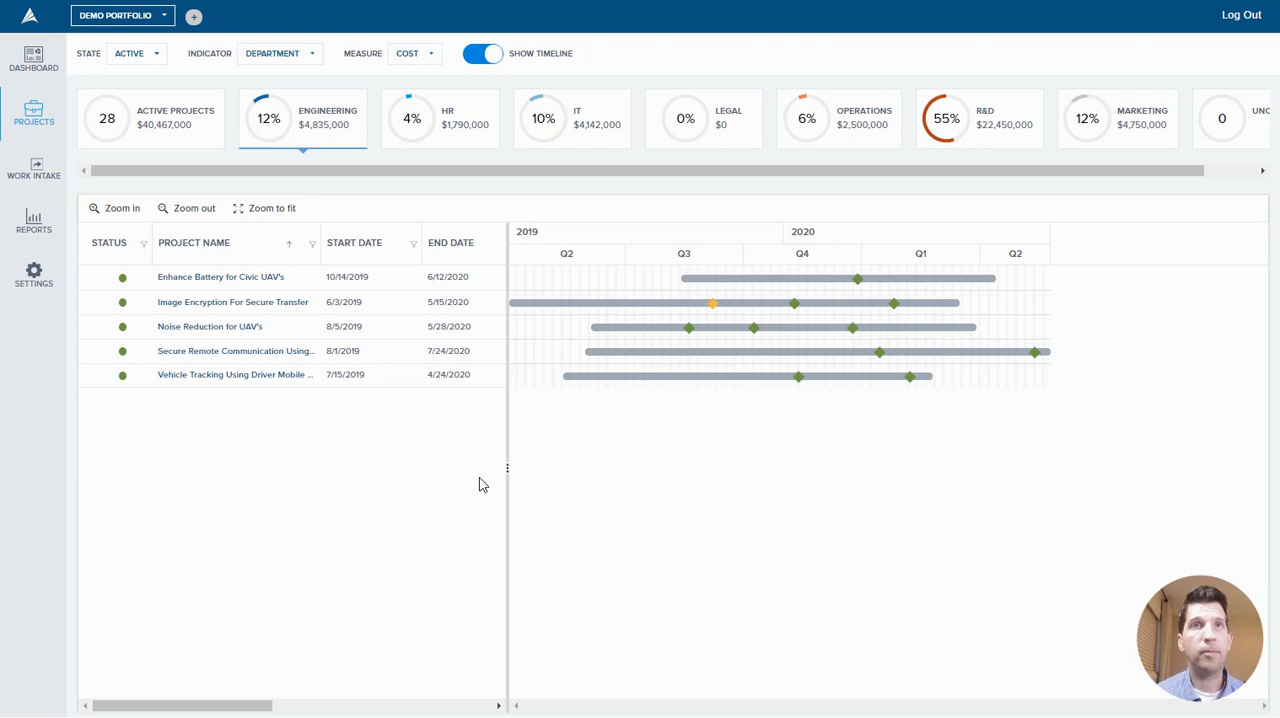 DEMO PORTFOLIO
Log Out
DASHBOARD
PROJECTS
WORK INTAKE
REPORTS
SETTINGS
STATE ACTIVE INDICATOR DEPARTMENT MEASURE COST SHOW TIMELINE
28 ACTIVE PROJECTS $40,467,000
12% ENGINEERING $4,835,000
4% HR $1,790,000
10% IT $4,142,000
0% LEGAL $0
6% OPERATIONS $2,500,000
55% R&D $22,450,000
12% MARKETING $4,750,000
0 UNC
Zoom in Zoom out Zoom to fit
STATUS PROJECT NAME START DATE END DATE
2019 2020
Q2 Q3 Q4 Q1 Q2
Enhance Battery for Civic UAV's 10/14/2019 6/12/2020
Image Encryption For Secure Transfer 6/3/2019 5/15/2020
Noise Reduction for UAV's 8/5/2019 5/28/2020
Secure Remote Communication Using... 8/1/2019 7/24/2020
Vehicle Tracking Using Driver Mobile ... 7/15/2019 4/24/2020